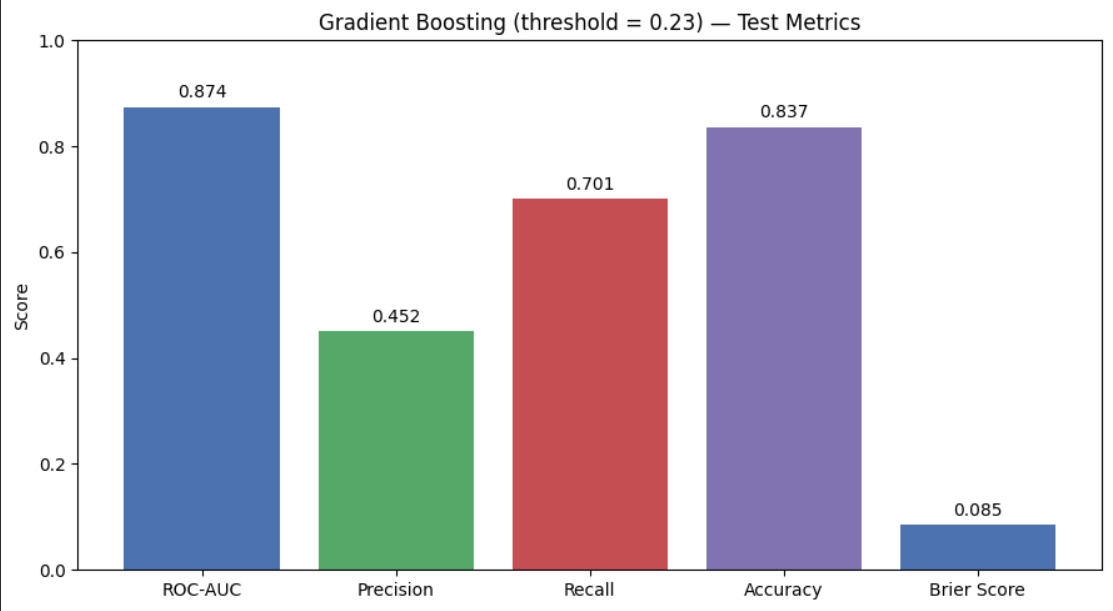 Gradient Boosting (threshold = 0.23) — Test Metrics
1.0
0.8
0.6
0.4
0.2
0.0
Score
0.874
0.452
0.701
0.837
0.085
ROC-AUC
Precision
Recall
Accuracy
Brier Score